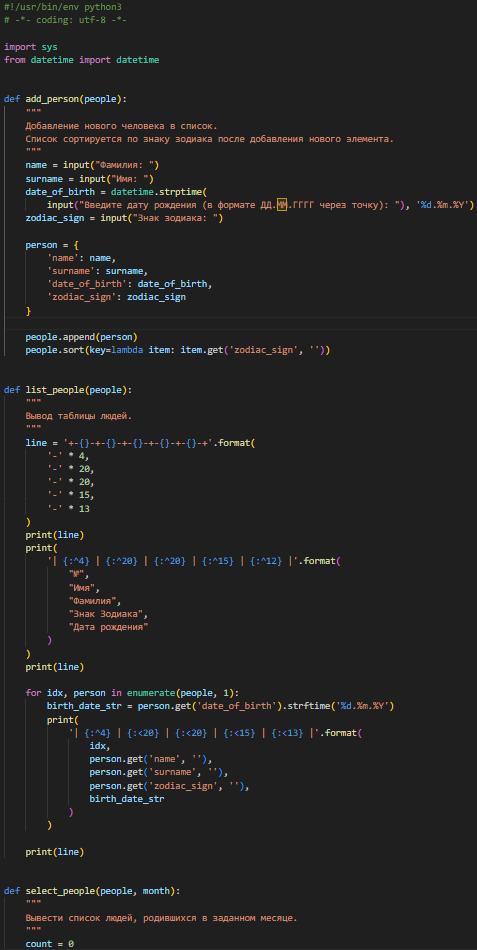 #!/usr/bin/env python3
# -*- coding: utf-8 -*-

import sys
from datetime import datetime


def add_person(people):
    """
    Добавление нового человека в список.
    Список сортируется по знаку зодиака после добавления нового элемента.
    """
    name = input("Фамилия: ")
    surname = input("Имя: ")
    date_of_birth = datetime.strptime(
        input("Введите дату рождения (в формате ДД.ММ.ГГГГ через точку): "), '%d.%m.%Y')
    zodiac_sign = input("Знак зодиака: ")

    person = {
        'name': name,
        'surname': surname,
        'date_of_birth': date_of_birth,
        'zodiac_sign': zodiac_sign
    }

    people.append(person)
    people.sort(key=lambda item: item.get('zodiac_sign', ''))


def list_people(people):
    """
    Вывод таблицы людей.
    """
    line = '+-{}-+-{}-+-{}-+-{}-+-{}-+'.format(
        '-' * 4,
        '-' * 20,
        '-' * 20,
        '-' * 15,
        '-' * 13
    )
    print(line)
    print(
        '| {:^4} | {:^20} | {:^20} | {:^15} | {:^12} |'.format(
            "№",
            "Имя",
            "Фамилия",
            "Знак Зодиака",
            "Дата рождения"
        )
    )
    print(line)

    for idx, person in enumerate(people, 1):
        birth_date_str = person.get('date_of_birth').strftime('%d.%m.%Y')
        print(
            '| {:^4} | {:<20} | {:<20} | {:<15} | {:<13} |'.format(
                idx,
                person.get('name', ''),
                person.get('surname', ''),
                person.get('zodiac_sign', ''),
                birth_date_str
            )
        )

    print(line)


def select_people(people, month):
    """
    Вывести список людей, родившихся в заданном месяце.
    """
    count = 0